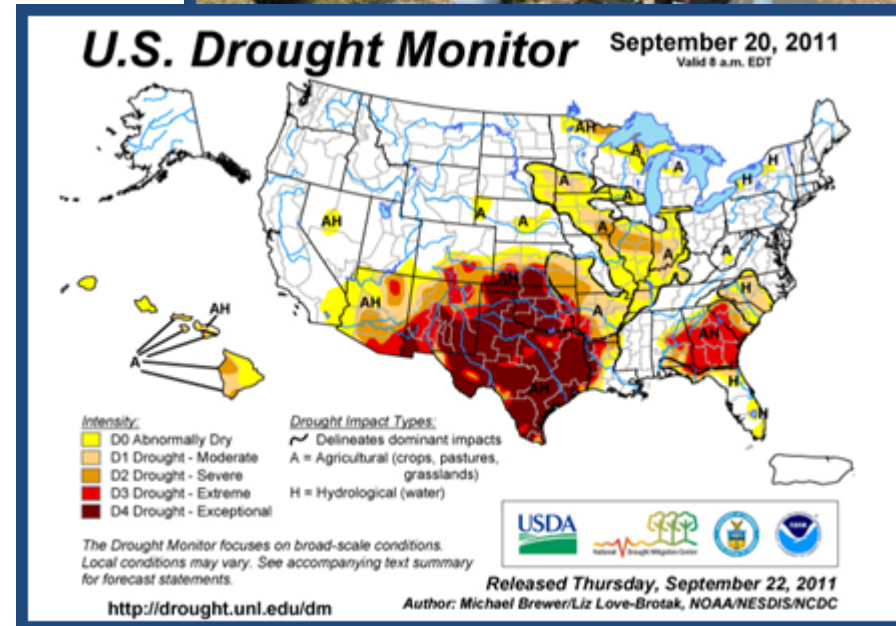 U.S. Drought Monitor
September 20, 2011
Valid 8 a.m. EDT
AH
A
A
H
H
A
A
AH
A
A
A
A
A
AH
AH
A
H
AH
AH
H
H
AH
A
Intensity:
D0 Abnormally Dry
D1 Drought - Moderate
D2 Drought - Severe
D3 Drought - Extreme
D4 Drought - Exceptional
Drought Impact Types:
Delineates dominant impacts
A = Agricultural (crops, pastures,
grasslands)
H = Hydrological (water)
The Drought Monitor focuses on broad-scale conditions.
Local conditions may vary. See accompanying text summary
for forecast statements.
http://drought.unl.edu/dm
USDA
National Drought Mitigation Center
Released Thursday, September 22, 2011
Author: Michael Brewer/Liz Love-Brotak, NOAA/NESDIS/NCDC